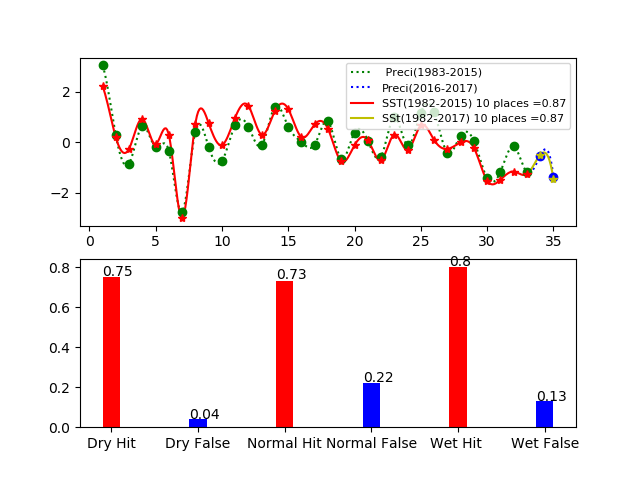 Preci(1983-2015)
Preci(2016-2017)
SST(1982-2015) 10 places =0.87
SST(1982-2017) 10 places =0.87
2
0
−2
0 5 10 15 20 25 30 35
0.8
0.6
0.4
0.2
0.0
0.75
0.04
0.73
0.22
0.8
0.13
Dry Hit Dry False Normal Hit Normal False Wet Hit Wet False